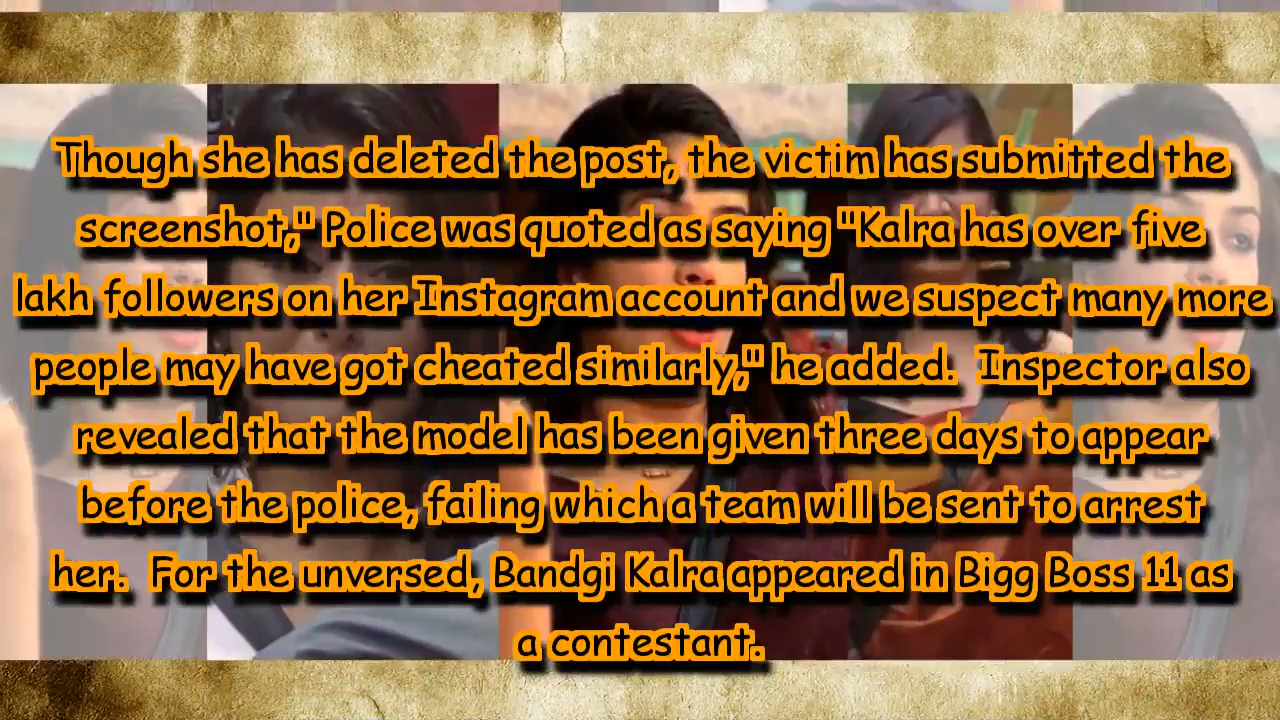 Though she has deleted the post, the victim has submitted the
screenshot," Police was quoted as saying "Kalra has over five
lakh followers on her Instagram account and we suspect many more
people may have got cheated similarly," he added.  Inspector also
revealed that the model has been given three days to appear
before the police, failing which a team will be sent to arrest
her.  For the unversed, Bandgi Kalra appeared in Bigg Boss 11 as
a contestant.